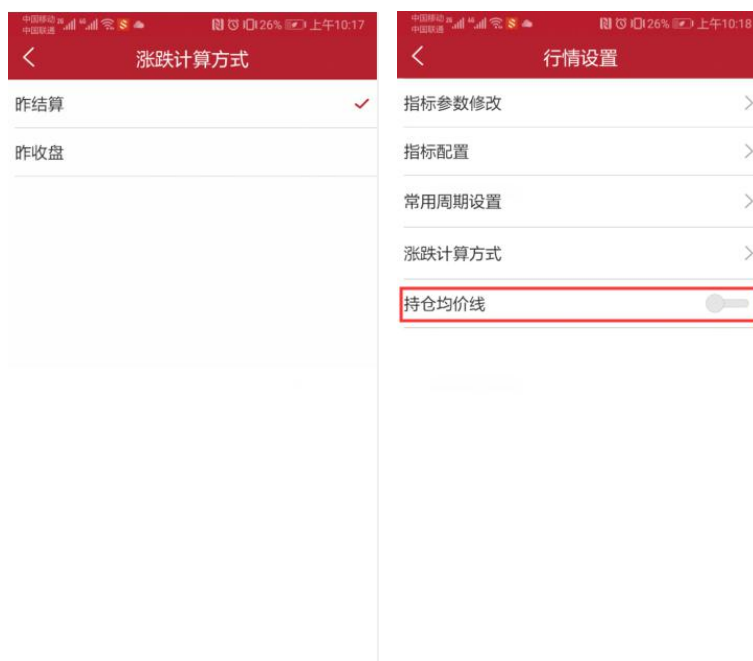 中国移动
中国联通
26%
上午10:17
涨跌计算方式
昨结算
昨收盘
中国移动
中国联通
26%
上午10:18
行情设置
指标参数修改
指标配置
常用周期设置
涨跌计算方式
持仓均价线